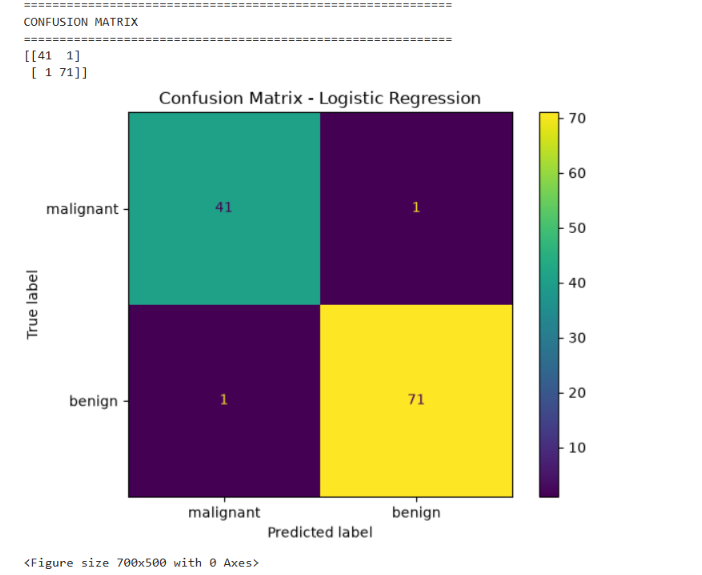 ============================================================
CONFUSION MATRIX
============================================================
[[41  1]
 [ 1 71]]
Confusion Matrix - Logistic Regression
70
malignant 41 1
60
50
40
True label
30
benign 1 71
20
10
malignant benign
Predicted label
<Figure size 700x500 with 0 Axes>